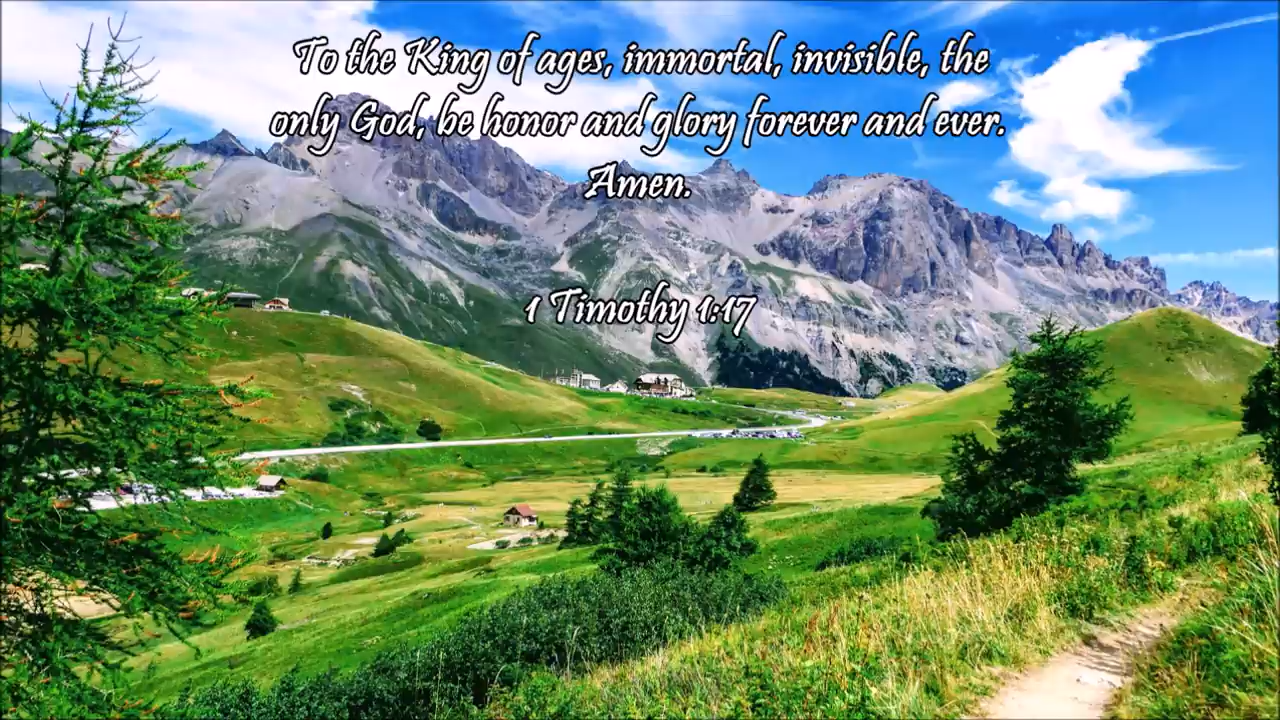 To the King of ages, immortal, invisible, the
only God, be honor and glory forever and ever.
Amen.
1 Timothy 1:17